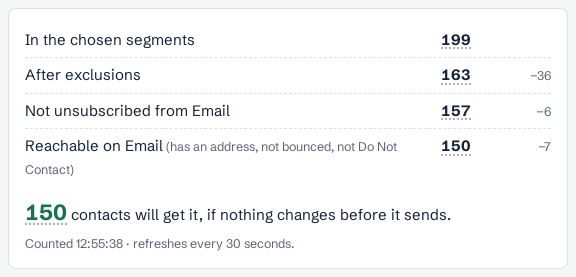 In the chosen segments 199
After exclusions 163 −36
Not unsubscribed from Email 157 −6
Reachable on Email (has an address, not bounced, not Do Not 150 −7
Contact)
150 contacts will get it, if nothing changes before it sends.
Counted 12:55:38 · refreshes every 30 seconds.